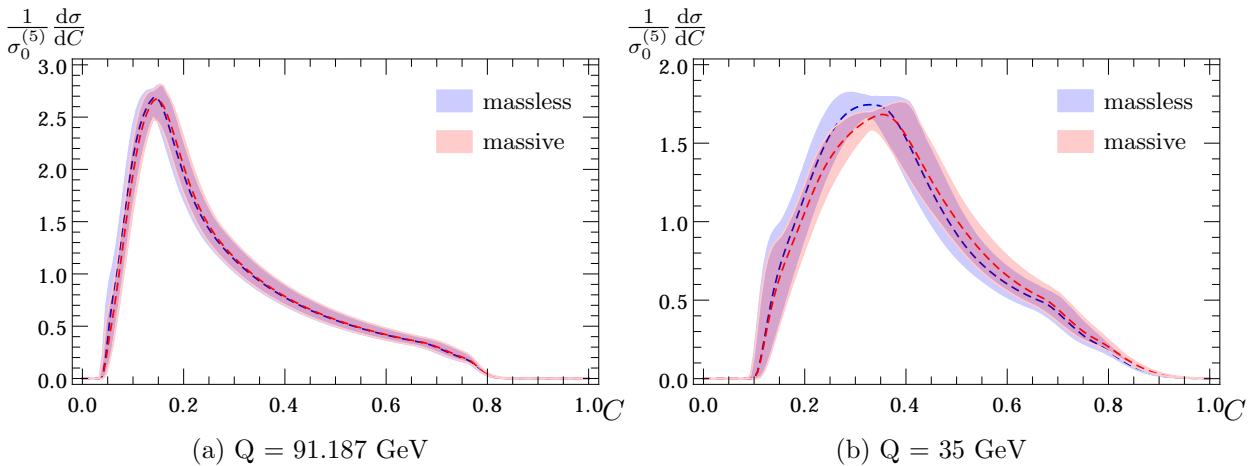 1/σ₀⁽⁵⁾ dσ/dC
3.0
2.5
2.0
1.5
1.0
0.5
0.0
0.0 0.2 0.4 0.6 0.8 1.0 C
massless
massive
(a) Q = 91.187 GeV
1/σ₀⁽⁵⁾ dσ/dC
2.0
1.5
1.0
0.5
0.0
0.0 0.2 0.4 0.6 0.8 1.0 C
massless
massive
(b) Q = 35 GeV